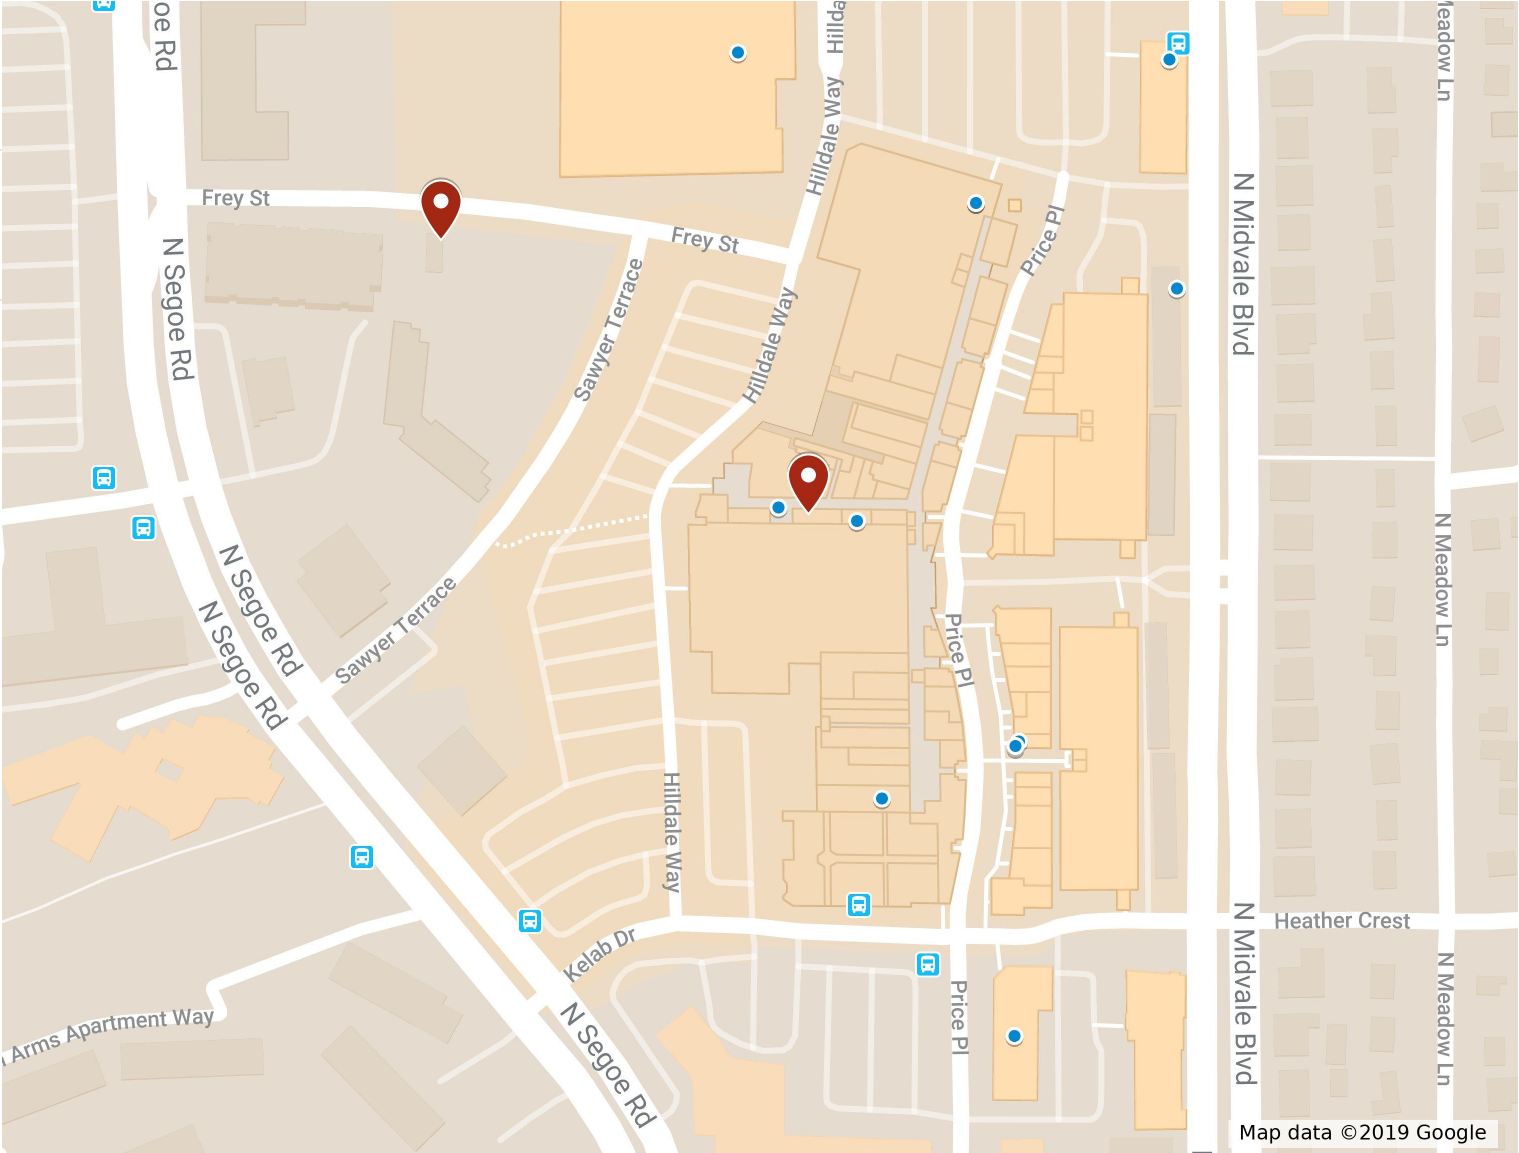 oe Rd
Hilldale Way
Meadow Ln
Frey St
Frey St
Hilldale Way
Price Pl
N Segoe Rd
N Midvale Blvd
Sawyer Terrace
Hilldale Way
N Segoe Rd
N Segoe Rd
Sawyer Terrace
Price Pl
N Meadow Ln
Hilldale Way
Kelab Dr
Heather Crest
N Midvale Blvd
N Meadow Ln
Price Pl
Arms Apartment Way
N Segoe Rd
Map data ©2019 Google